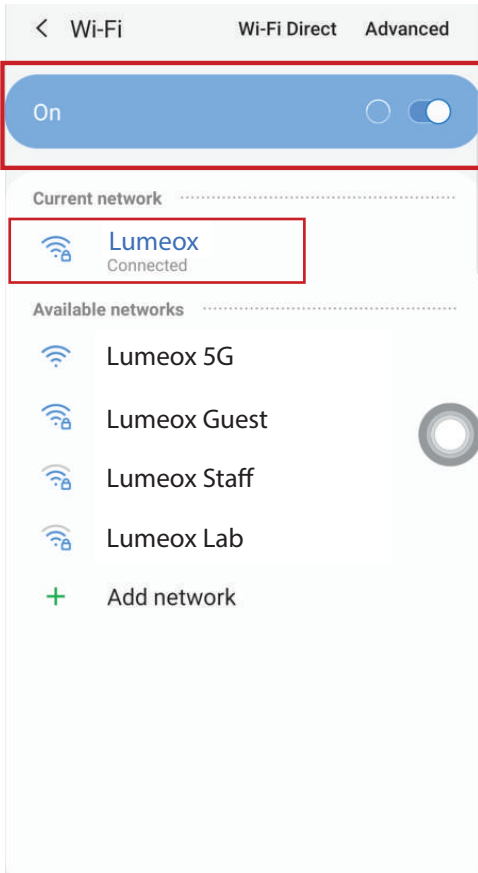 Wi-Fi Wi-Fi Direct Advanced
On
Current network
Lumeox
Connected
Available networks
Lumeox 5G
Lumeox Guest
Lumeox Staff
Lumeox Lab
Add network